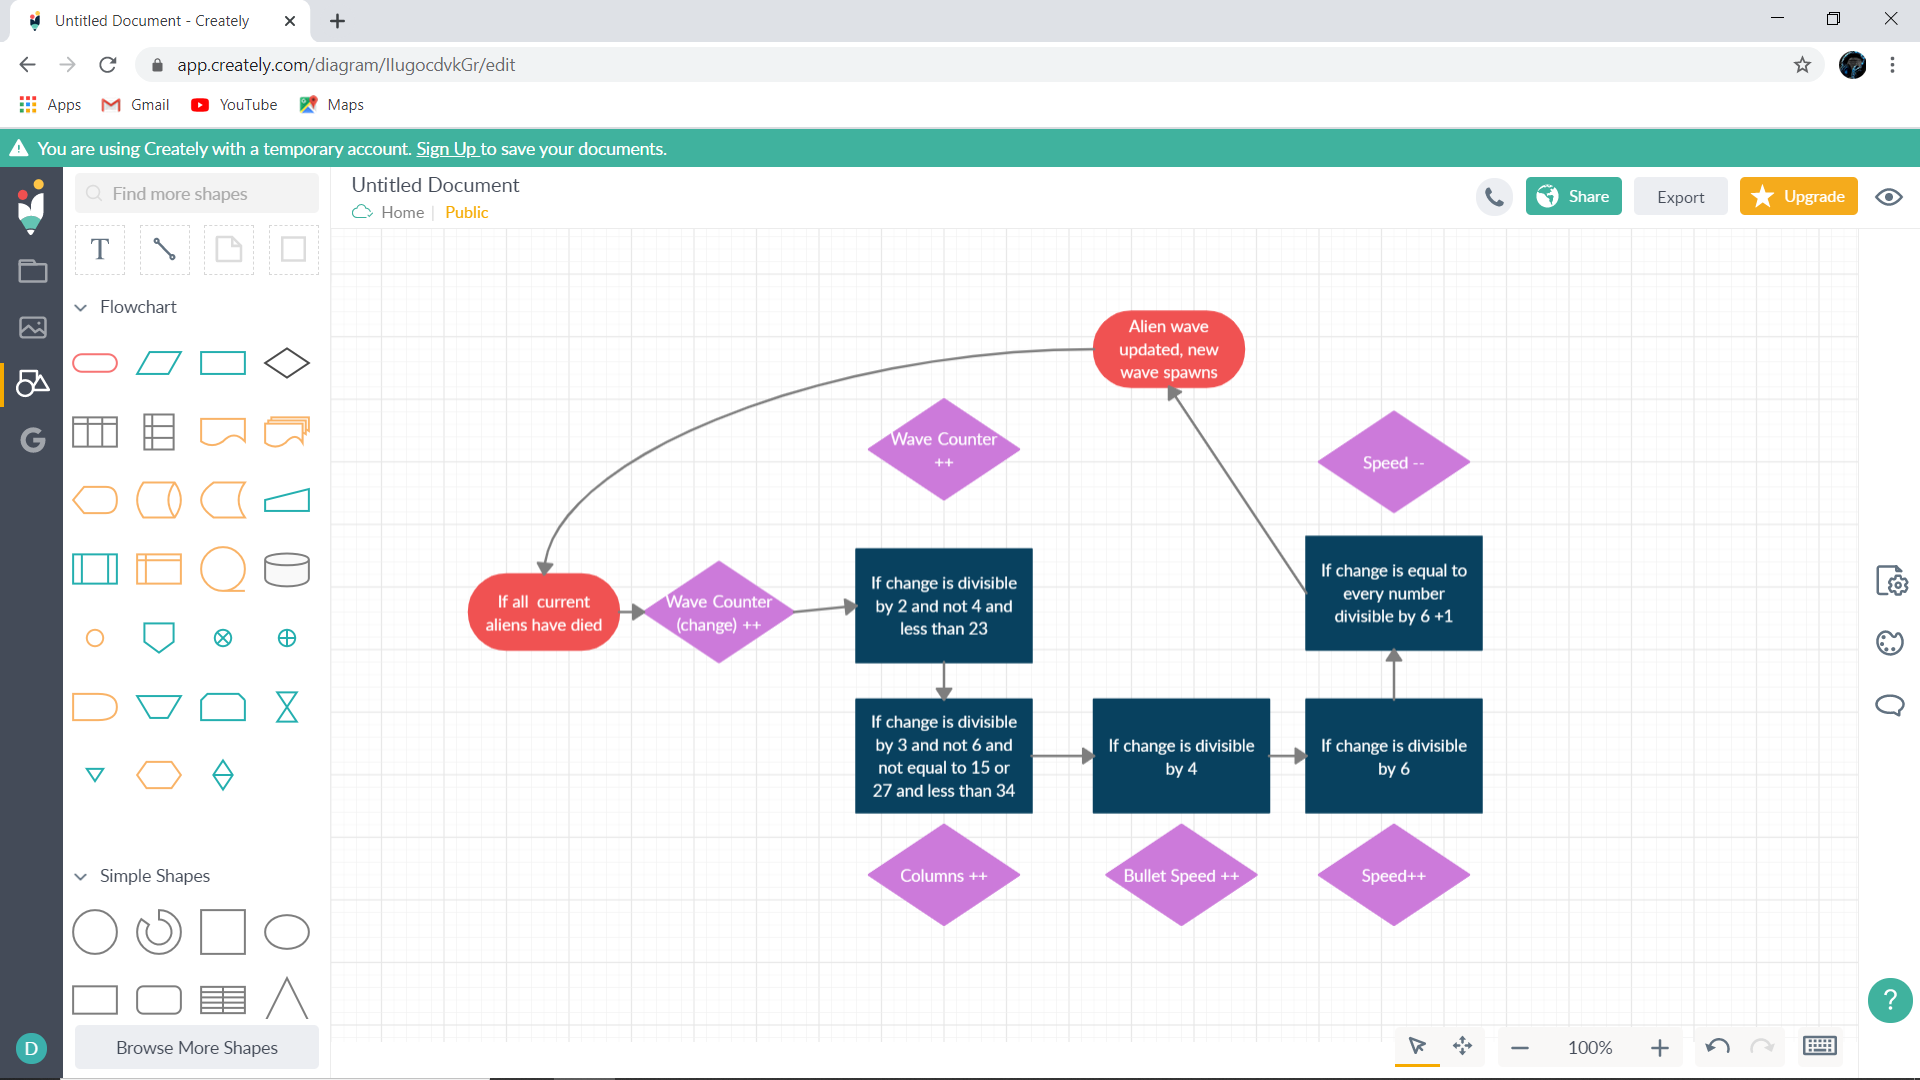 Untitled Document - Creately
app.creately.com/diagram/IlugocdvkGr/edit
Apps Gmail YouTube Maps
You are using Creately with a temporary account. Sign Up to save your documents.
Find more shapes
Untitled Document
Home Public
Share Export Upgrade
T
Flowchart
G
Simple Shapes
Browse More Shapes
D
Alien wave
updated, new
wave spawns
Wave Counter
++
Speed --
If all current
aliens have died
Wave Counter
(change) ++
If change is divisible
by 2 and not 4 and
less than 23
If change is equal to
every number
divisible by 6 +1
If change is divisible
by 3 and not 6 and
not equal to 15 or
27 and less than 34
If change is divisible
by 4
If change is divisible
by 6
Columns ++
Bullet Speed ++
Speed++
?
100%